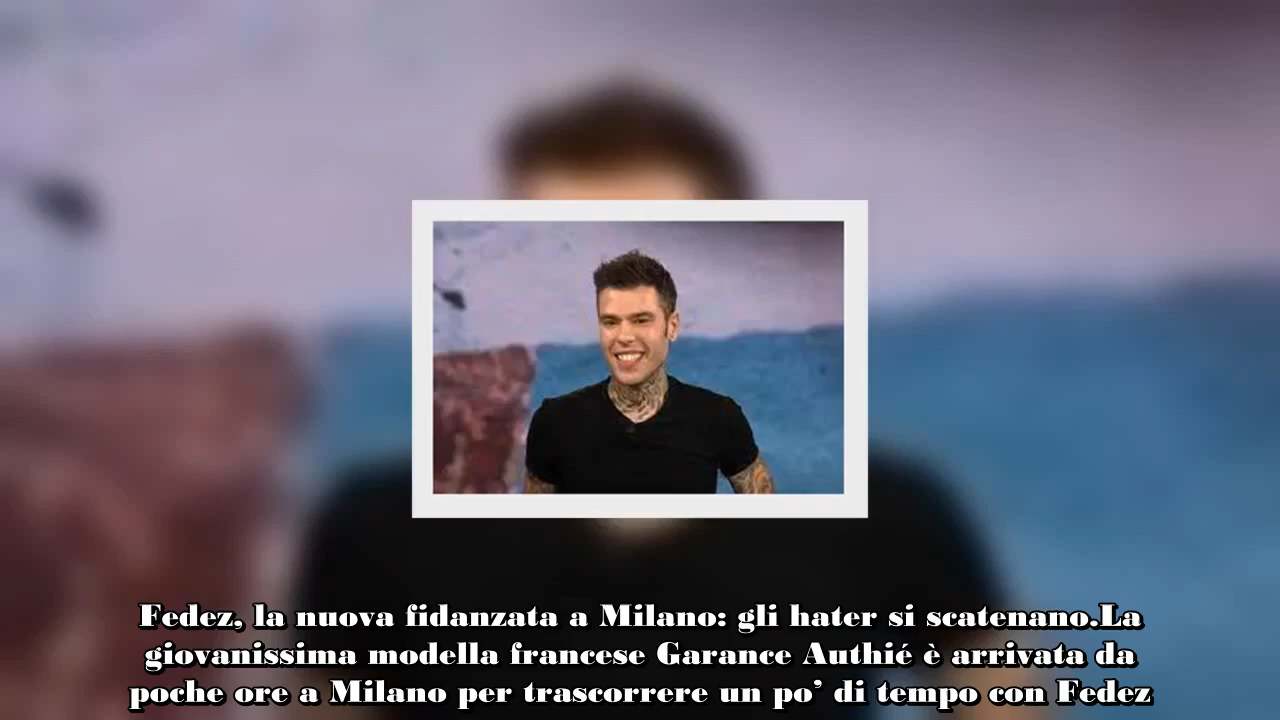 Fedez, la nuova fidanzata a Milano: gli hater si scatenano.La
giovanissima modella francese Garance Authié è arrivata da
poche ore a Milano per trascorrere un po’ di tempo con Fedez